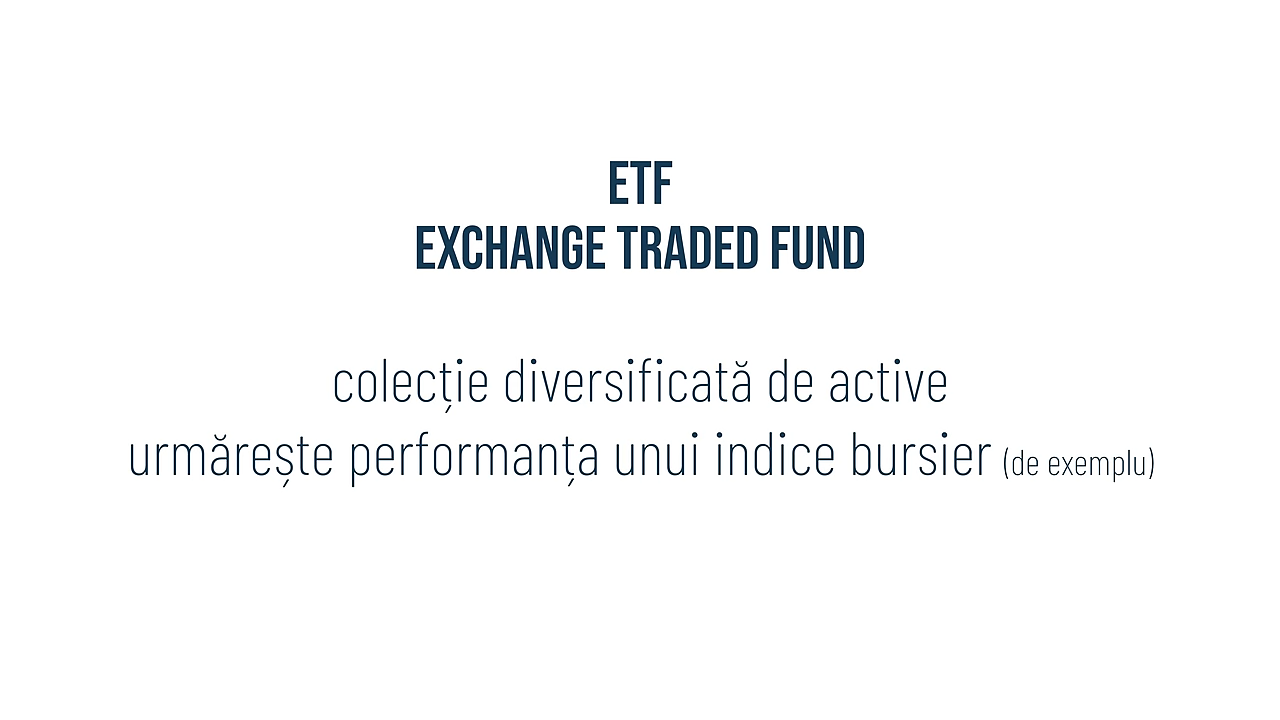 ETF
EXCHANGE TRADED FUND
colecție diversificată de active
urmărește performanța unui indice bursier (de exemplu)